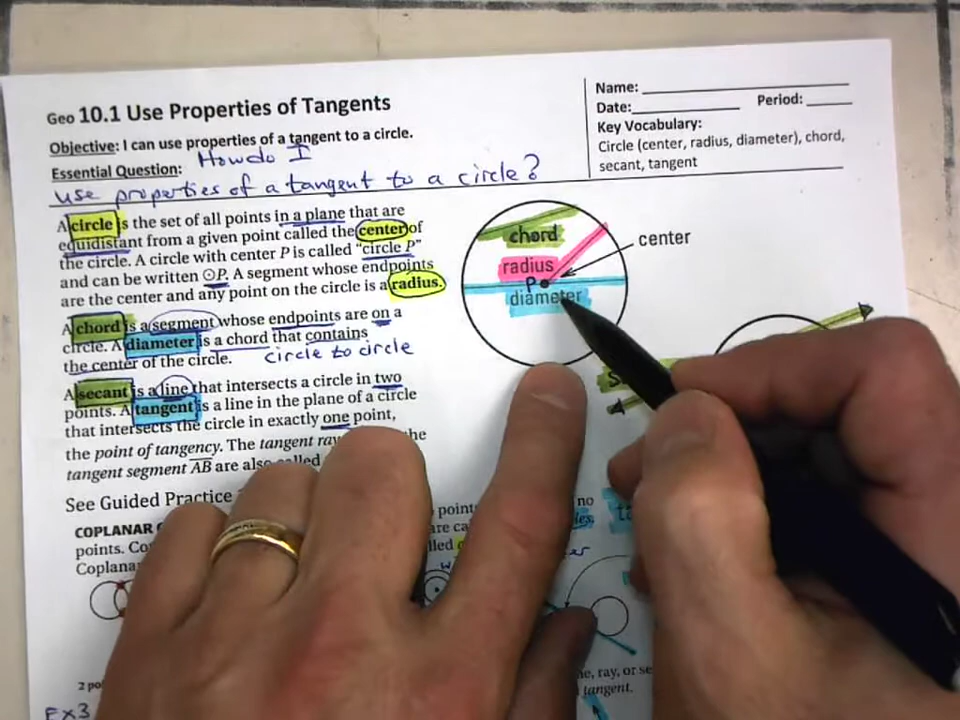 Geo 10.1 Use Properties of Tangents
Objective: I can use properties of a tangent to a circle.
Essential Question: How do I
use properties of a tangent to a circle?
Name:
Date: Period:
Key Vocabulary:
Circle (center, radius, diameter), chord,
secant, tangent
A circle is the set of all points in a plane that are
equidistant from a given point called the center of
the circle. A circle with center P is called "circle P"
and can be written ⊙P. A segment whose endpoints
are the center and any point on the circle is a radius.
A chord is a segment whose endpoints are on a
circle. A diameter is a chord that contains
the center of the circle. circle to circle
A secant is a line that intersects a circle in two
points. A tangent is a line in the plane of a circle
that intersects the circle in exactly one point,
the point of tangency. The tangent the
tangent segment AB are also called
See Guided Practice
chord
radius
center
P
diameter
COPLANAR
points.
Coplanar
no
are
ray, or
tangent.
2
Ex3